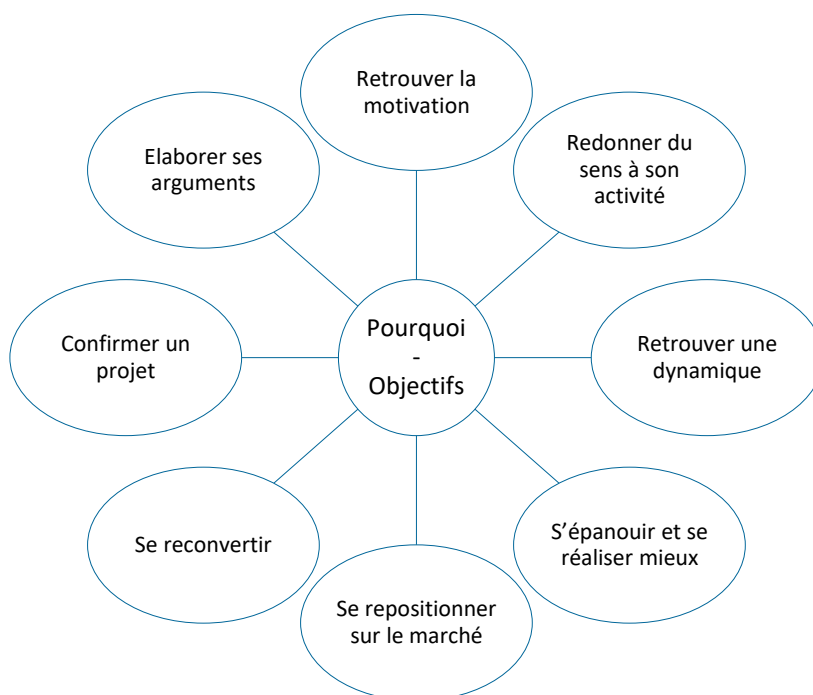 Retrouver la
motivation
Redonner du
sens à son
activité
Retrouver une
dynamique
S’épanouir et se
réaliser mieux
Se repositionner
sur le marché
Se reconvertir
Confirmer un
projet
Elaborer ses
arguments
Pourquoi
-
Objectifs